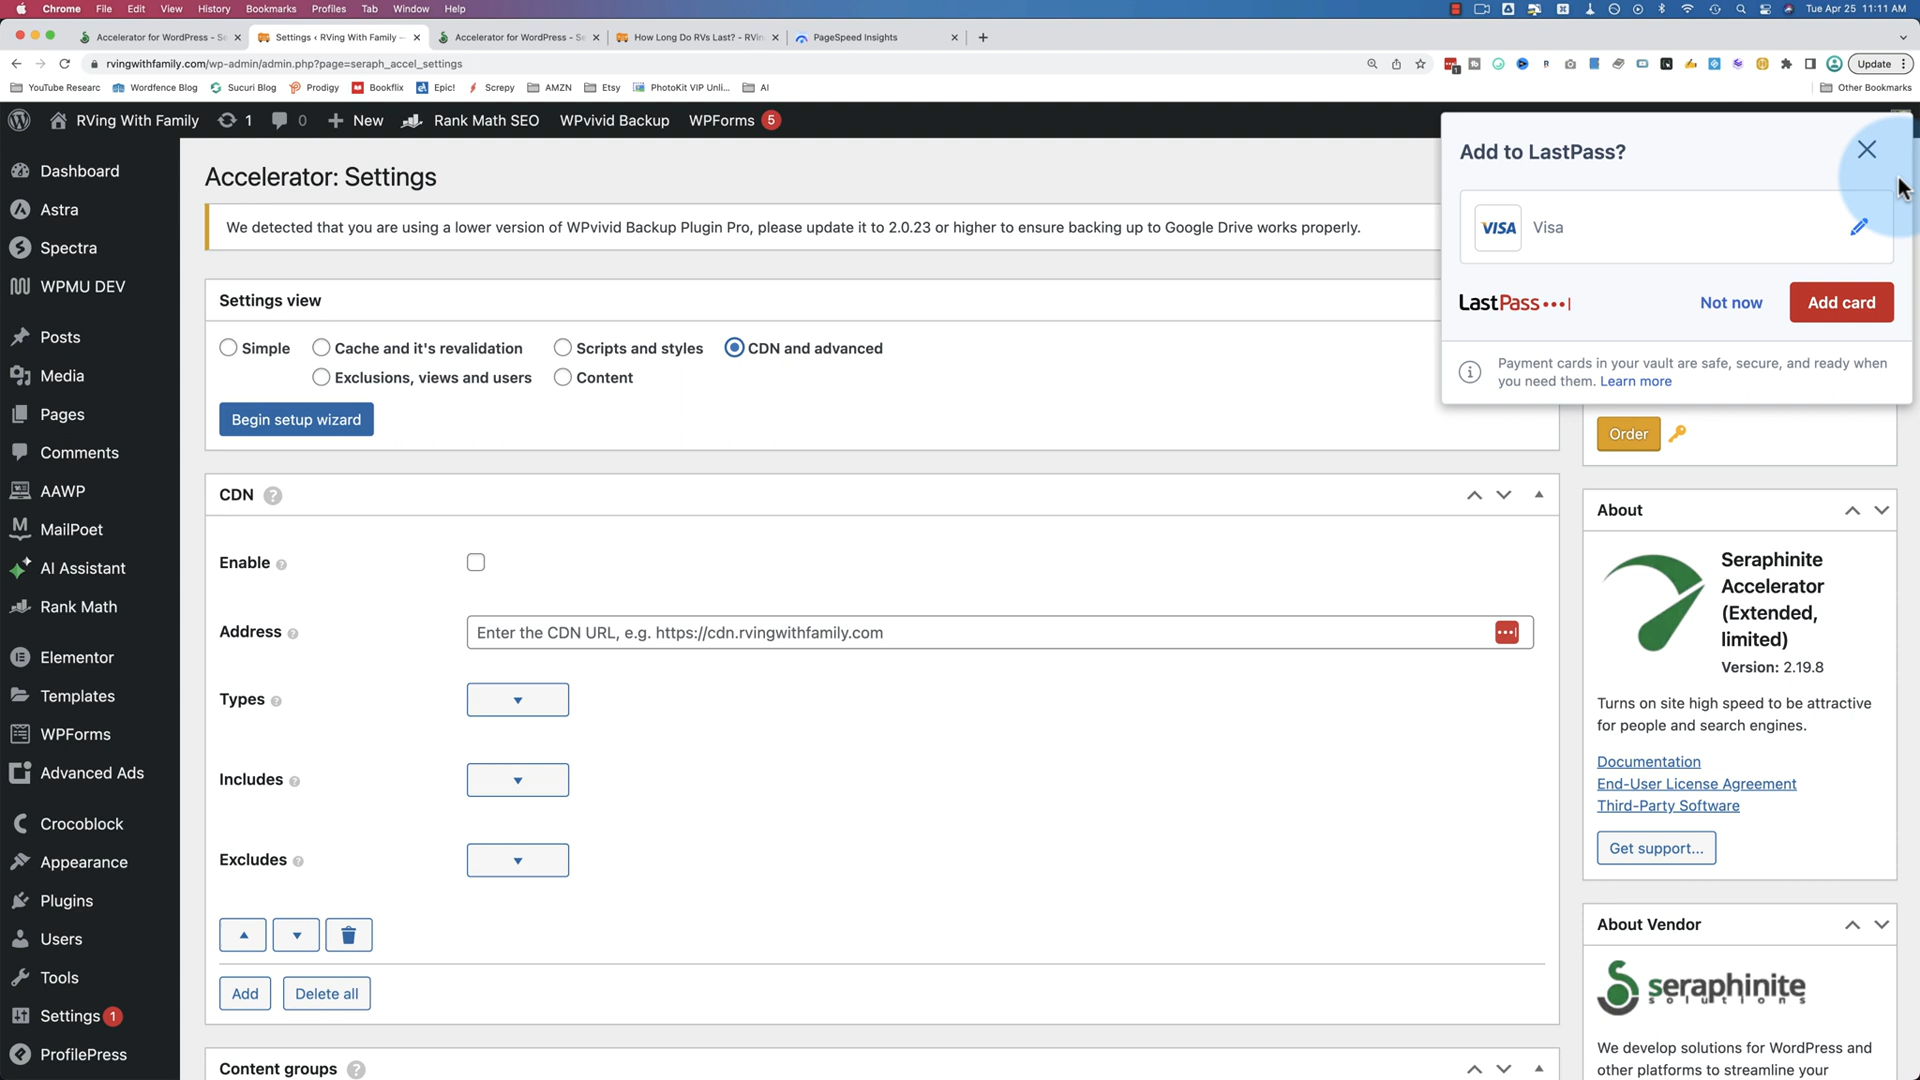 Chrome File Edit View History Bookmarks Profiles Tab Window Help Tue Apr 25 11:11 AM
Accelerator for WordPress - Se Settings ‹ RVing With Family — Accelerator for WordPress - Se How Long Do RVs Last? - RVin PageSpeed Insights
rvingwithfamily.com/wp-admin/admin.php?page=seraph_accel_settings Update
YouTube Researc Wordfence Blog Sucuri Blog Prodigy Bookflix Epic! Screpy AMZN Etsy PhotoKit VIP Unli... AI Other Bookmarks
RVing With Family 1 0 New Rank Math SEO WPvivid Backup WPForms 5
Dashboard
Astra
Spectra
WPMU DEV
Posts
Media
Pages
Comments
AAWP
MailPoet
AI Assistant
Rank Math
Elementor
Templates
WPForms
Advanced Ads
Crocoblock
Appearance
Plugins
Users
Tools
Settings 1
ProfilePress
Accelerator: Settings
We detected that you are using a lower version of WPvivid Backup Plugin Pro, please update it to 2.0.23 or higher to ensure backing up to Google Drive works properly.
Settings view
Simple Cache and it's revalidation Scripts and styles CDN and advanced
Exclusions, views and users Content
Begin setup wizard
CDN ?
Enable ?
Address ? Enter the CDN URL, e.g. https://cdn.rvingwithfamily.com
Types ?
Includes ?
Excludes ?
Add Delete all
Content groups ?
Add to LastPass?
VISA Visa
LastPass Not now Add card
Payment cards in your vault are safe, secure, and ready when
you need them. Learn more
Order
About
Seraphinite
Accelerator
(Extended,
limited)
Version: 2.19.8
Turns on site high speed to be attractive
for people and search engines.
Documentation
End-User License Agreement
Third-Party Software
Get support...
About Vendor
seraphinite
solutions
We develop solutions for WordPress and
other platforms to streamline your